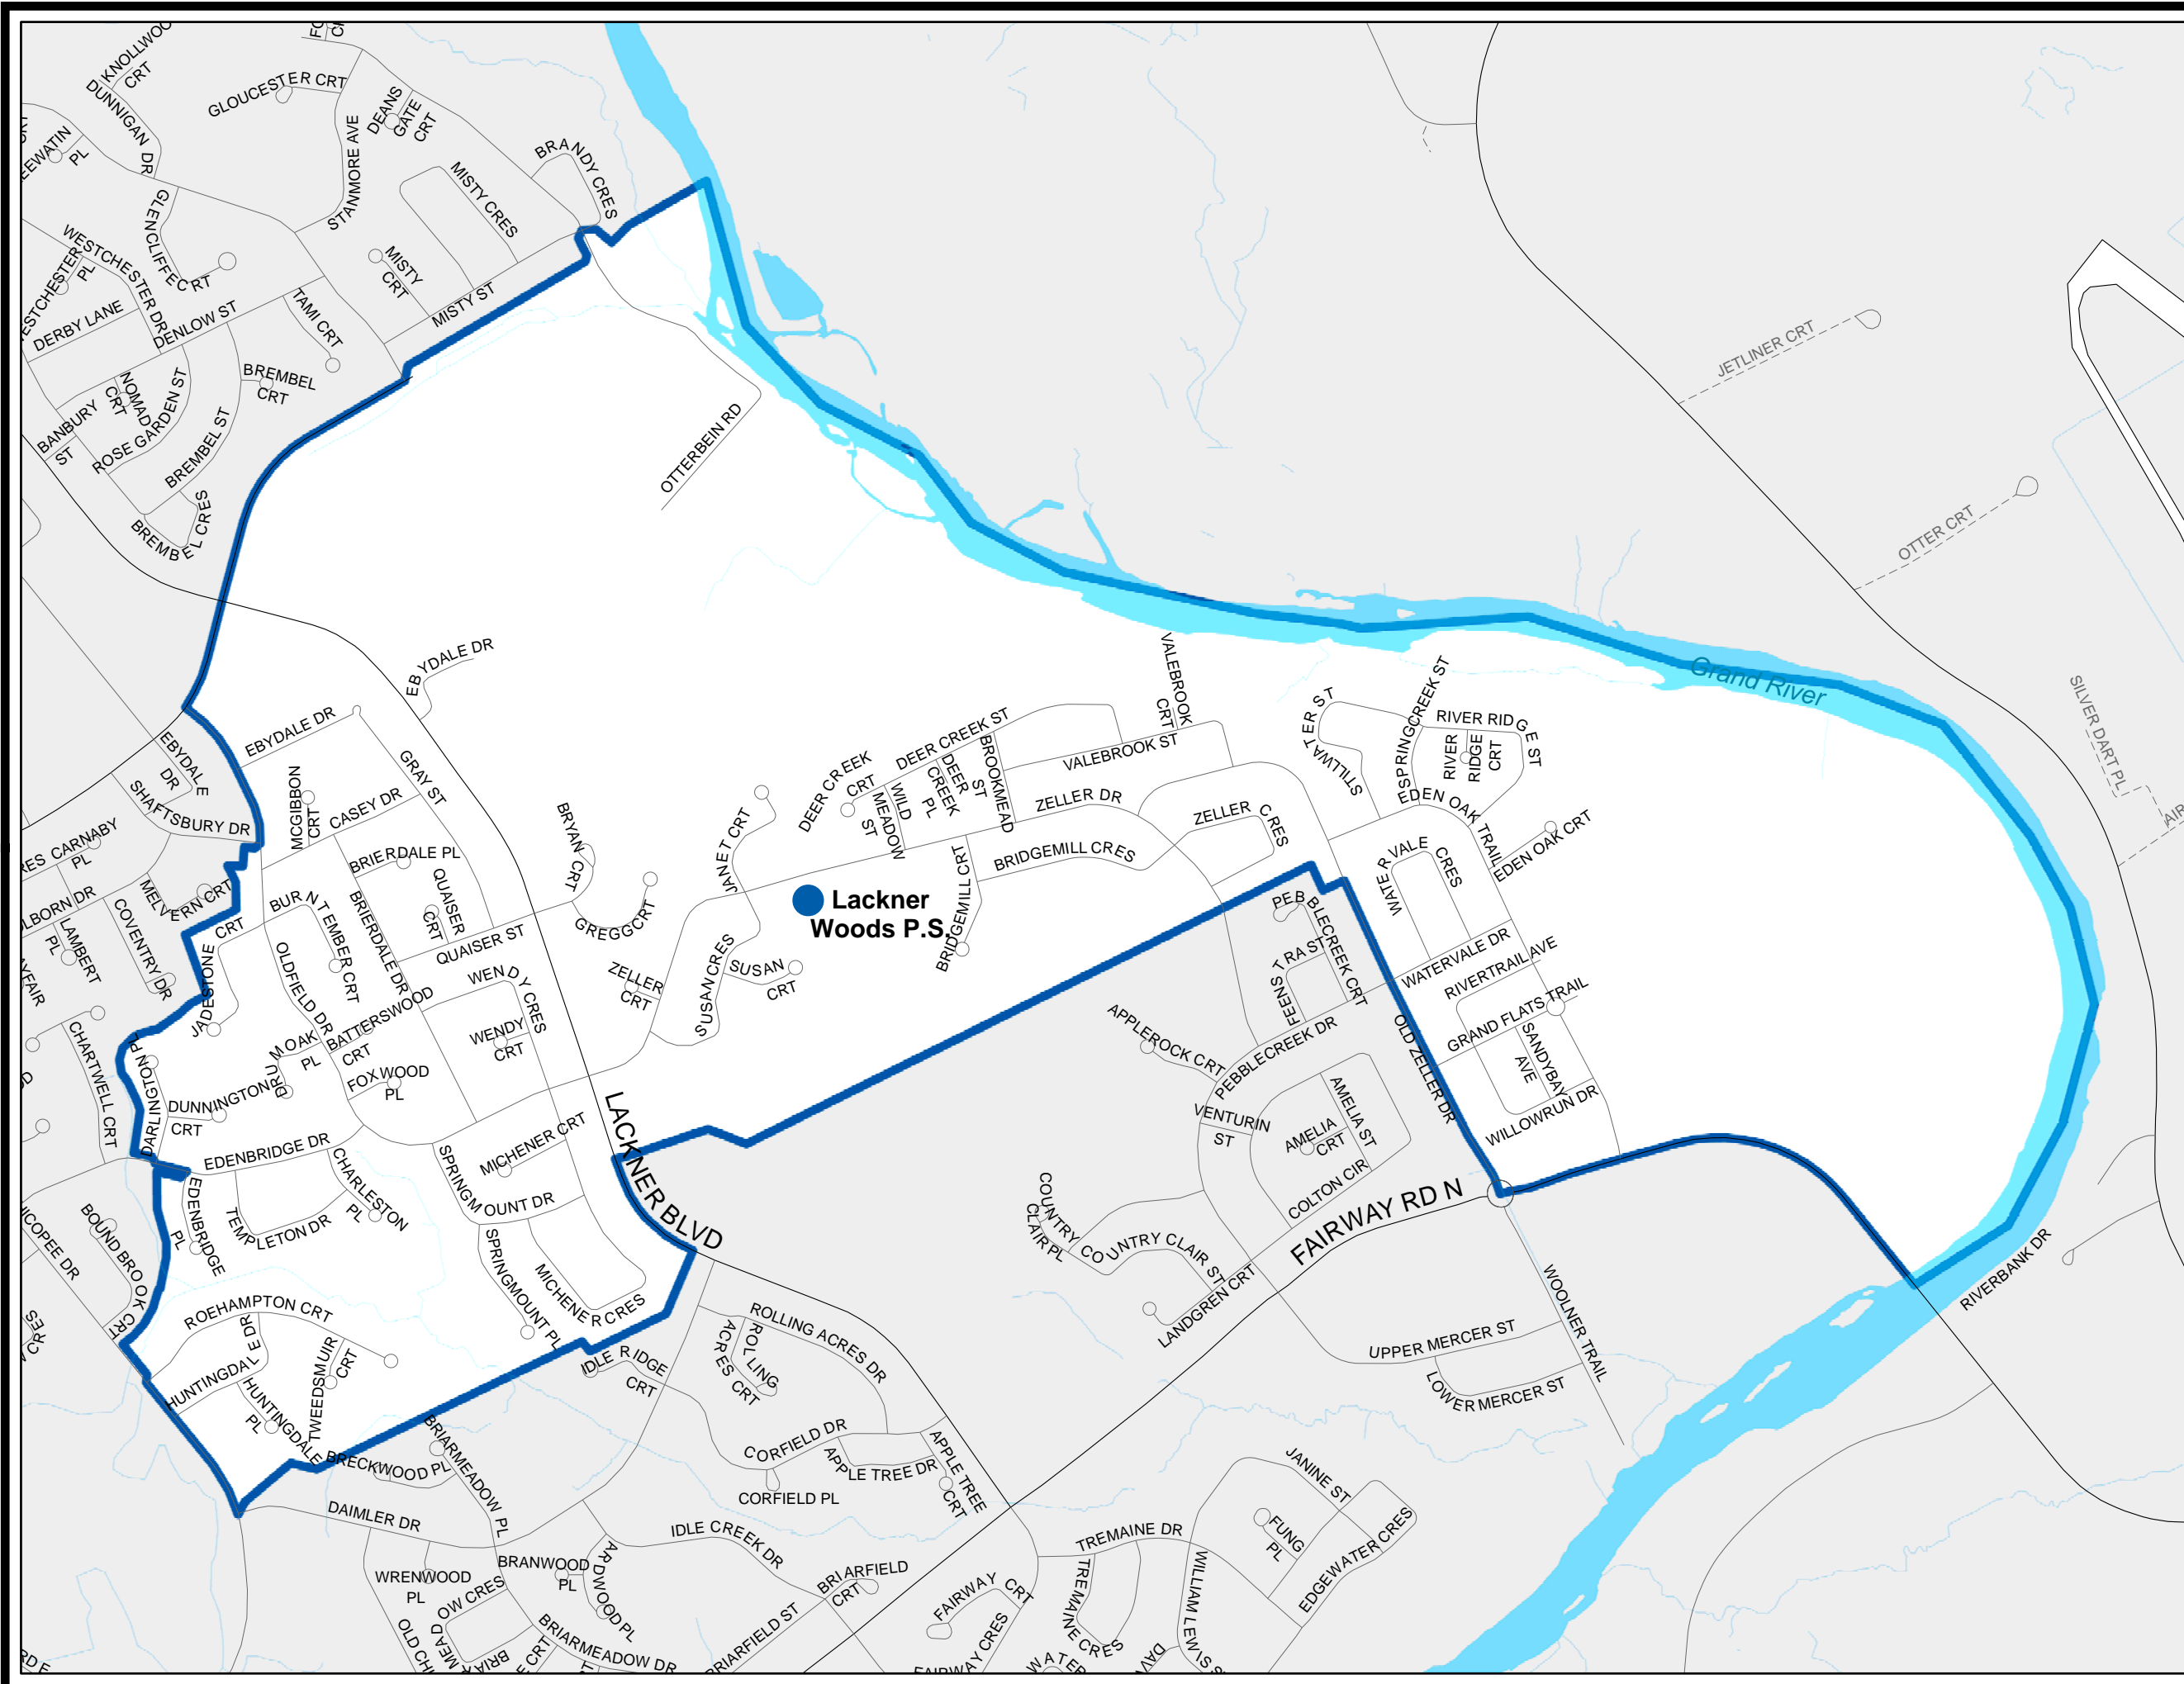 KNOLLWOOD
CRT
DUNNIGAN DR
GLOUCESTER CRT
DEANS
GATE
CRT
STANMORE AVE
BRANDY CRES
MISTY CRES
PL
GLENCLIFFE CRT
WESTCHESTER DR
PL
DERBY LANE
DENLOW ST
TAMI CRT
MISTY
CRT
MISTY ST
BREMBEL
CRT
NOMAD
CRT
BANBURY
ST
ROSE GARDEN ST
BREMBEL ST
BREMBEL CRES
OTTERBEIN RD
JETLINER CRT
OTTER CRT
SILVER DART PL
Grand River
EBYDALE DR
EBYDALE DR
EBYDALE
DR
SHAFTSBURY DR
GRAY ST
MCGIBBON
CRT
CASEY DR
BRIERDALE PL
QUAISER
CRT
BRIERDALE DR
QUAISER ST
CARNABY
PL
MELVERN CRT
COVENTRY DR
LAMBERT
PL
JADESTONE
CRT
BURNT EMBER CRT
OLDFIELD DR
BATTERSWOOD
CRT
WENDY CRES
WENDY
CRT
DRUMOAK
PL
FOXWOOD
PL
DUNNINGTON
CRT
DARLINGTON PL
CHARTWELL CRT
EDENBRIDGE DR
EDENBRIDGE
PL
CHARLESTON
PL
TEMPLETON DR
BOUND BROOK CRT
ROEHAMPTON CRT
HUNTINGDALE DR
HUNTINGDALE
PL
TWEEDSMUIR
CRT
SPRINGMOUNT DR
SPRINGMOUNT PL
MICHENER CRT
MICHENER CRES
LACKNER BLVD
BRYAN CRT
GREGG CRT
JANET CRT
ZELLER
CRT
SUSAN CRES
SUSAN
CRT
Lackner
Woods P.S.
DEER CREEK
CRT
DEER CREEK ST
WILD
MEADOW
ST
DEER
CREEK
PL
BROOKMEAD
ST
VALEBROOK
CRT
VALEBROOK ST
ZELLER DR
BRIDGEMILL CRES
BRIDGEMILL CRT
ZELLER CRES
STILLWATER ST
SPRINGCREEK ST
RIVER RIDGE ST
RIVER
RIDGE
CRT
EDEN OAK TRAIL
EDEN OAK CRT
WATERVALE CRES
WATERVALE DR
RIVERTRAIL AVE
GRAND FLATS TRAIL
SANDYBAY
AVE
WILLOWRUN DR
OLD ZELLER DR
PEBBLECREEK CRT
FEENSTRA ST
PEBBLECREEK DR
APPLEROCK CRT
VENTURIN
ST
AMELIA ST
AMELIA
CRT
COLTON CIR
COUNTRY
CLAIR PL
COUNTRY CLAIR ST
LANDGREN CRT
FAIRWAY RD N
WOOLNER TRAIL
UPPER MERCER ST
LOWER MERCER ST
RIVERBANK DR
IDLE RIDGE
CRT
ROLLING ACRES DR
ROLLING
ACRES CRT
CORFIELD DR
CORFIELD PL
APPLE TREE DR
APPLE TREE
CRT
BRECKWOOD PL
BRIARMEADOW PL
DAIMLER DR
WRENWOOD
PL
BRANWOOD
PL
ARDWOOD PL
IDLE CREEK DR
BRIARFIELD
CRT
BRIARFIELD ST
BRIARMEADOW DR
FAIRWAY CRT
FAIRWAY CRES
TREMAINE DR
TREMAINE CRES
WILLIAM LEWIS S
JANINE ST
FUNG
PL
EDGEWATER CRES